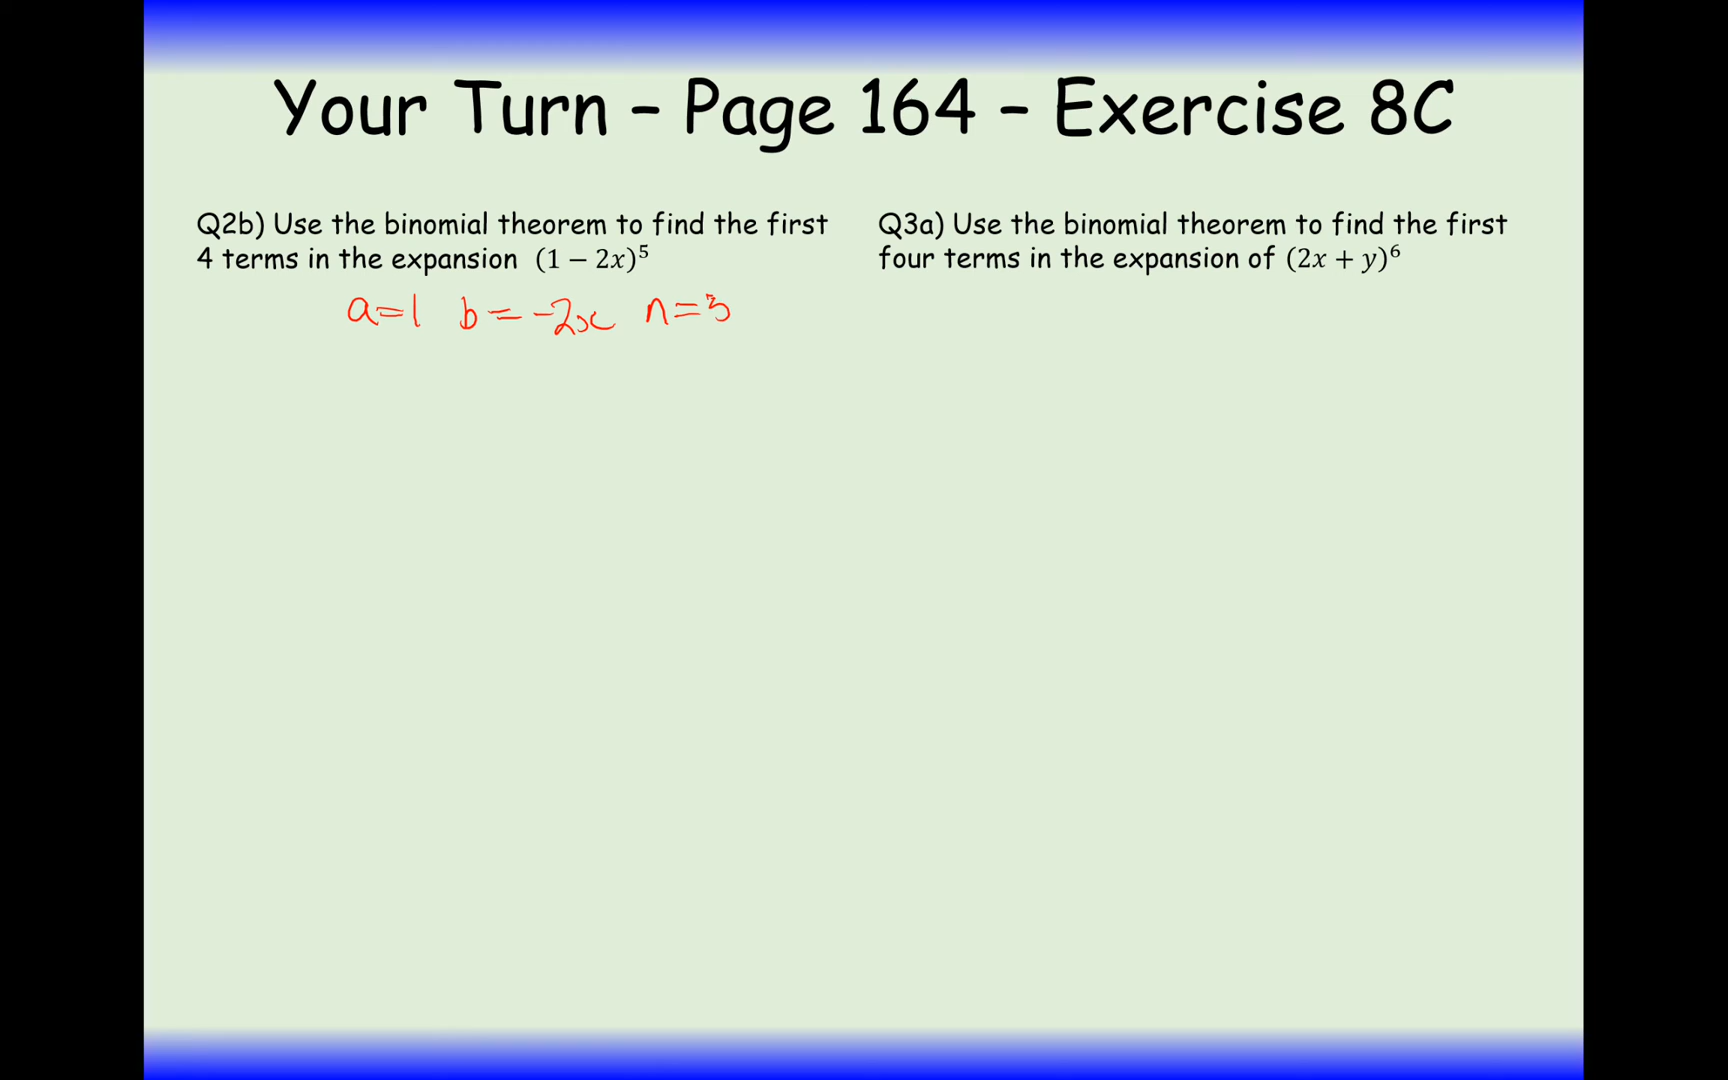 Your Turn – Page 164 – Exercise 8C
Q2b) Use the binomial theorem to find the first
4 terms in the expansion (1 − 2x)⁵
a=1 b=-2x n=5
Q3a) Use the binomial theorem to find the first
four terms in the expansion of (2x + y)⁶